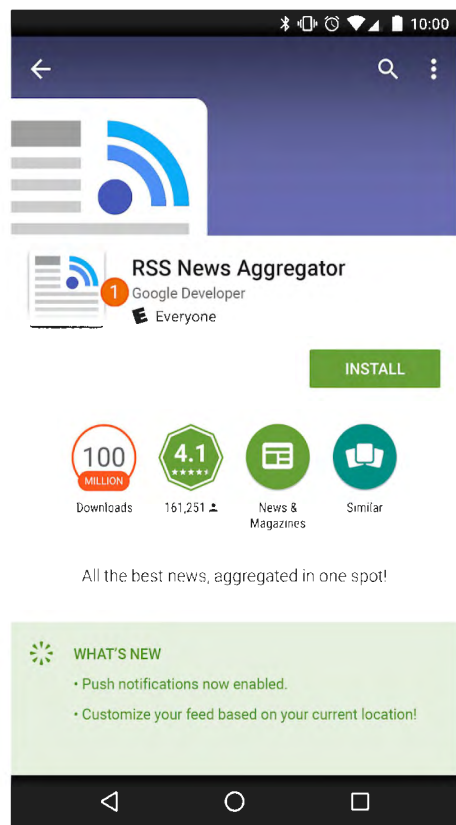 10:00
RSS News Aggregator
1
Google Developer
E Everyone
INSTALL
100
MILLION
4.1
Downloads
161,251
News &
Magazines
Similar
All the best news, aggregated in one spot!
WHAT'S NEW
• Push notifications now enabled.
• Customize your feed based on your current location!